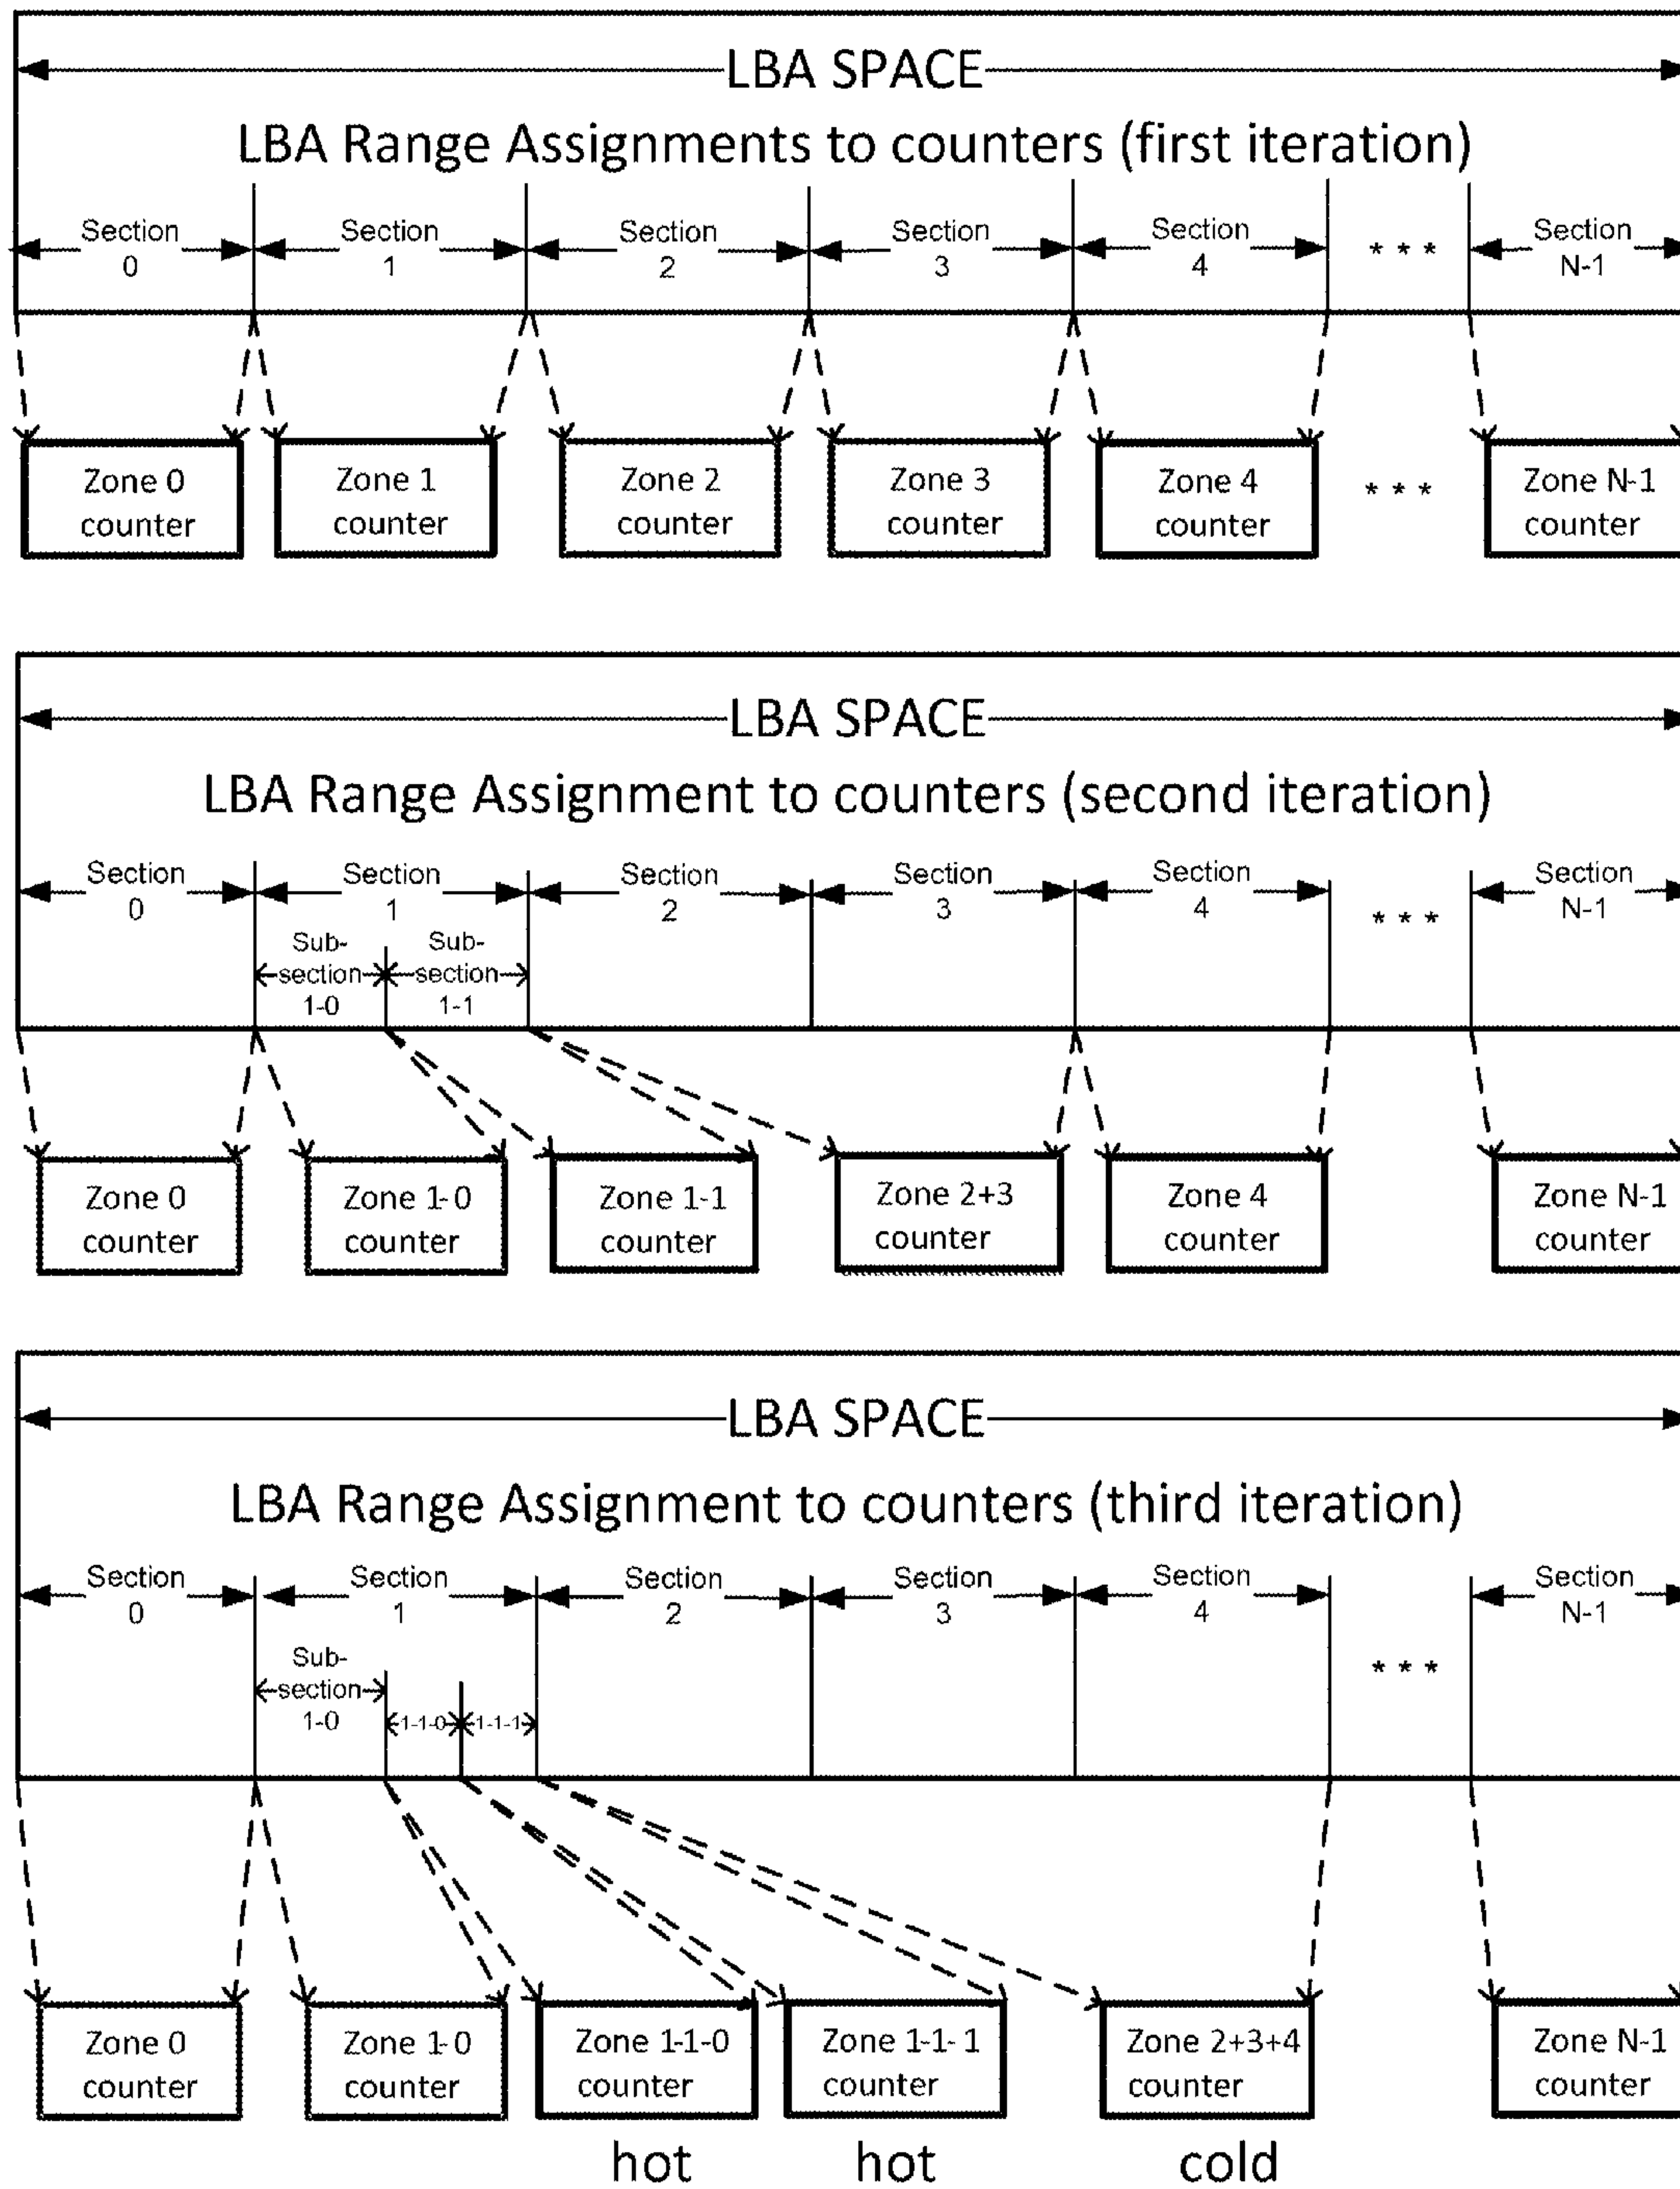 LBA SPACE
LBA Range Assignments to counters (first iteration)
Section 0
Section 1
Section 2
Section 3
Section 4
* * *
Section N-1
Zone 0 counter
Zone 1 counter
Zone 2 counter
Zone 3 counter
Zone 4 counter
* * *
Zone N-1 counter
LBA SPACE
LBA Range Assignment to counters (second iteration)
Section 0
Section 1
Section 2
Section 3
Section 4
* * *
Section N-1
Sub-section 1-0
Sub-section 1-1
Zone 0 counter
Zone 1-0 counter
Zone 1-1 counter
Zone 2+3 counter
Zone 4 counter
Zone N-1 counter
LBA SPACE
LBA Range Assignment to counters (third iteration)
Section 0
Section 1
Section 2
Section 3
Section 4
* * *
Section N-1
Sub-section 1-0
1-1-0
1-1-1
Zone 0 counter
Zone 1-0 counter
Zone 1-1-0 counter
Zone 1-1-1 counter
Zone 2+3+4 counter
Zone N-1 counter
hot
hot
cold